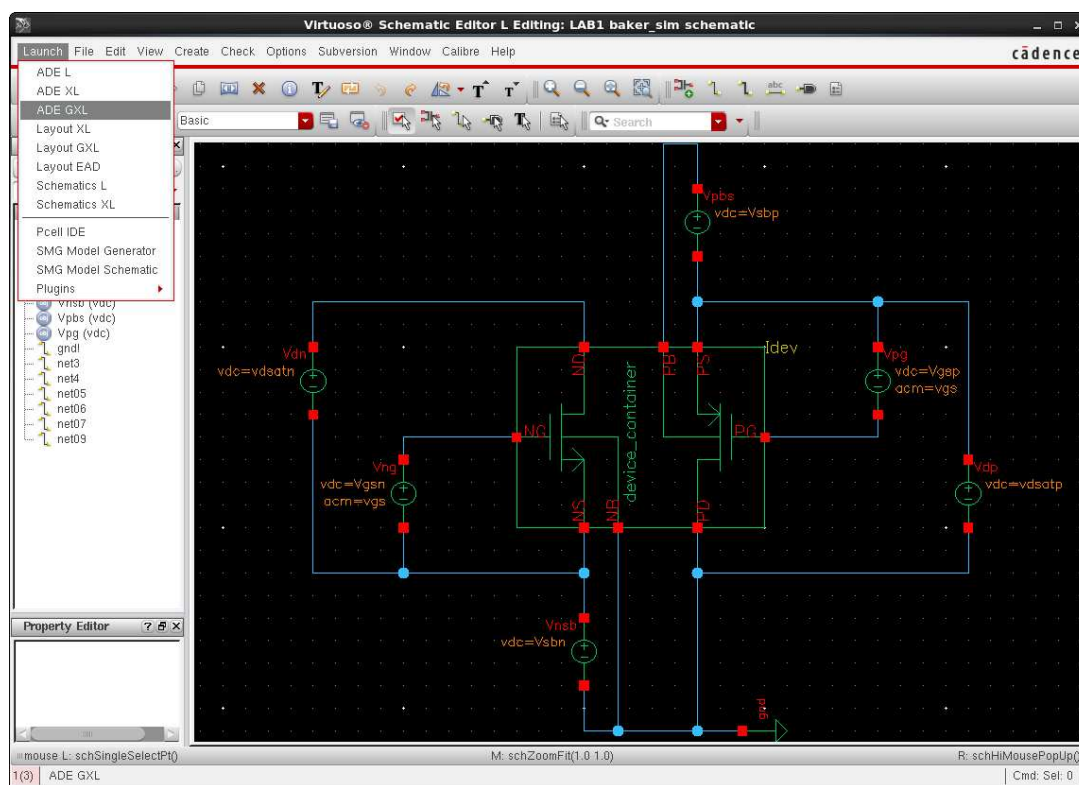 Virtuoso® Schematic Editor L Editing: LAB1 baker_sim schematic
Launch File Edit View Create Check Options Subversion Window Calibre Help
cādence
ADE L
ADE XL
ADE GXL
Layout XL
Layout GXL
Layout EAD
Schematics L
Schematics XL
Pcell IDE
SMG Model Generator
SMG Model Schematic
Plugins
Basic
Search
Vnsb (vdc)
Vpbs (vdc)
Vpg (vdc)
gnd!
net3
net4
net05
net06
net07
net09
Property Editor
Vpbs
vdc=Vsbp
Vdn
vdc=vdsatn
ND
PB
PS
Idev
Vpg
vdc=Vgsp
acm=vgs
NG
device_container
PG
Vng
vdc=Vgsn
acm=vgs
Vdp
vdc=vdsatp
NS
NB
PD
Vnsb
vdc=Vsbn
gnd
mouse L: schSingleSelectPt()
M: schZoomFit(1.0 1.0)
R: schHiMousePopUp()
1(3) ADE GXL
Cmd: Sel: 0